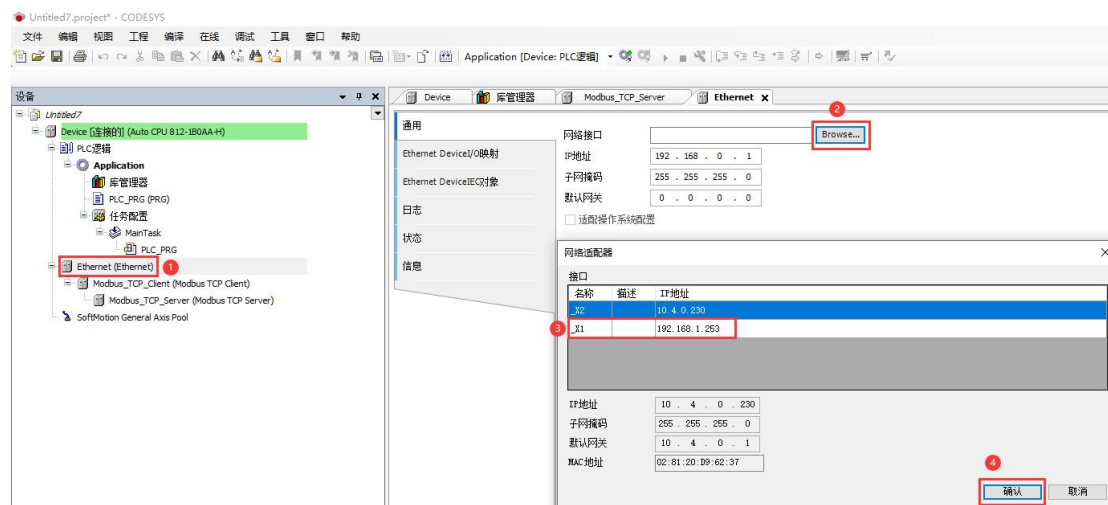 Untitled7.project* - CODESYS
文件 编辑 视图 工程 编译 在线 调试 工具 窗口 帮助
Application [Device: PLC逻辑]
设备
Untitled7
Device [连接的] (Auto CPU 812-1B0AA-H)
PLC逻辑
Application
库管理器
PLC_PRG (PRG)
任务配置
MainTask
PLC_PRG
Ethernet (Ethernet) 1
Modbus_TCP_Client (Modbus TCP Client)
Modbus_TCP_Server (Modbus TCP Server)
SoftMotion General Axis Pool
Device 库管理器 Modbus_TCP_Server Ethernet X
通用
Ethernet DeviceI/O映射
Ethernet DeviceIEC对象
日志
状态
信息
2
网络接口 Browse...
IP地址 192 . 168 . 0 . 1
子网掩码 255 . 255 . 255 . 0
默认网关 0 . 0 . 0 . 0
适配操作系统配置
网络适配器
接口
名称 描述 IP地址
_X2 10.4.0.230
3 _X1 192.168.1.253
IP地址 10 . 4 . 0 . 230
子网掩码 255 . 255 . 255 . 0
默认网关 10 . 4 . 0 . 1
MAC地址 02:81:20:D9:62:37
4
确认 取消